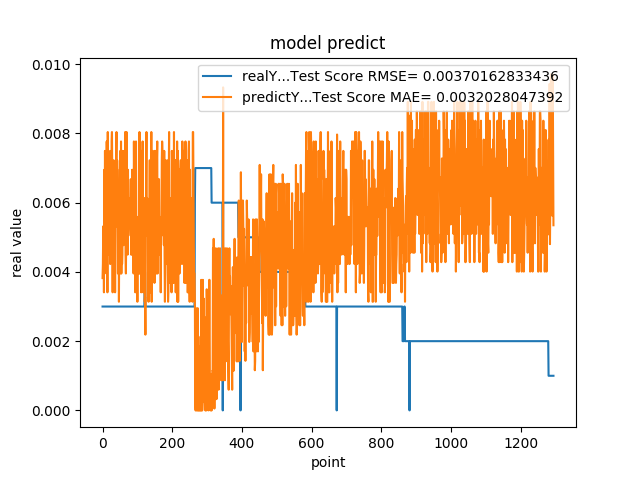 model predict
realY...Test Score RMSE= 0.00370162833436
predictY...Test Score MAE= 0.0032028047392
real value
0.010
0.008
0.006
0.004
0.002
0.000
0 200 400 600 800 1000 1200
point